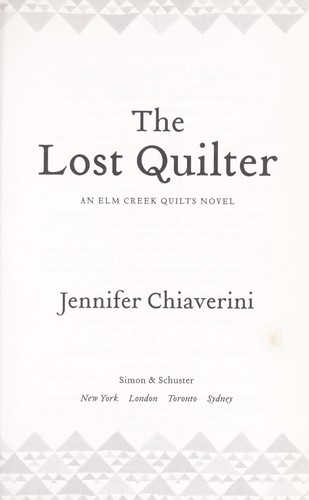 The
Lost Quilter
AN ELM CREEK QUILTS NOVEL
Jennifer Chiaverini
Simon & Schuster
New York London Toronto Sydney